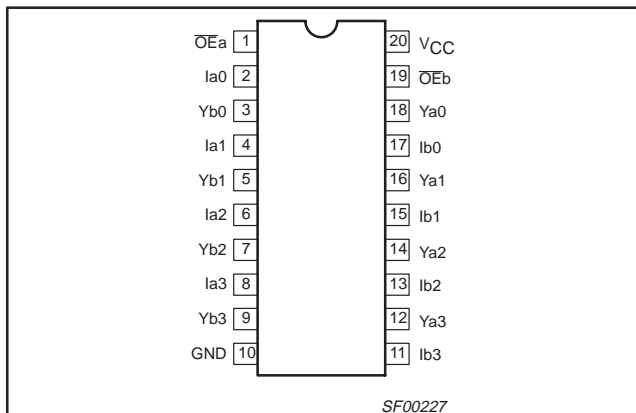 O̅E̅a 1 20 VCC
Ia0 2 19 O̅E̅b
Yb0 3 18 Ya0
Ia1 4 17 Ib0
Yb1 5 16 Ya1
Ia2 6 15 Ib1
Yb2 7 14 Ya2
Ia3 8 13 Ib2
Yb3 9 12 Ya3
GND 10 11 Ib3
SF00227